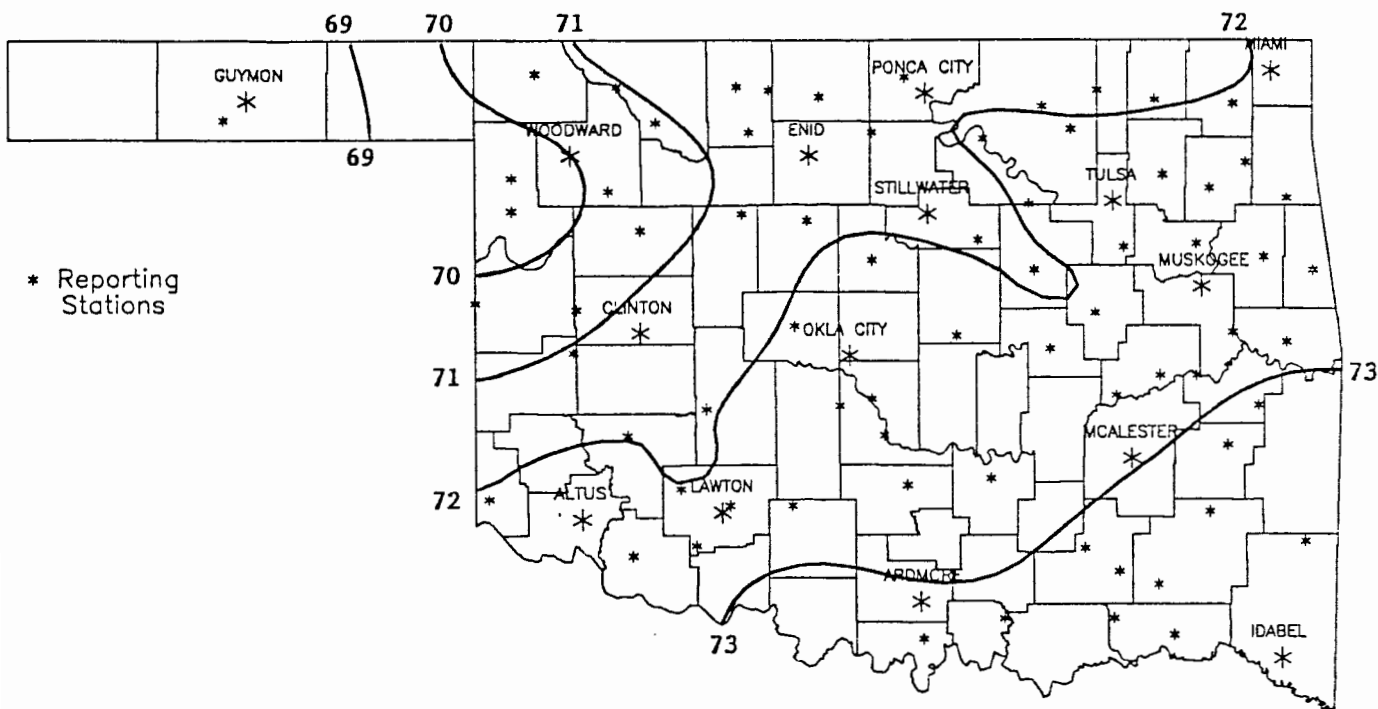 69 70 71 72
MIAMI
GUYMON
PONCA CITY
WOODWARD
ENID
69
TULSA
STILLWATER
MUSKOGEE
70
* Reporting
Stations
CLINTON
OKLA CITY
71
73
MCALESTER
72
ALTUS
LAWTON
ARDMORE
73
IDABEL